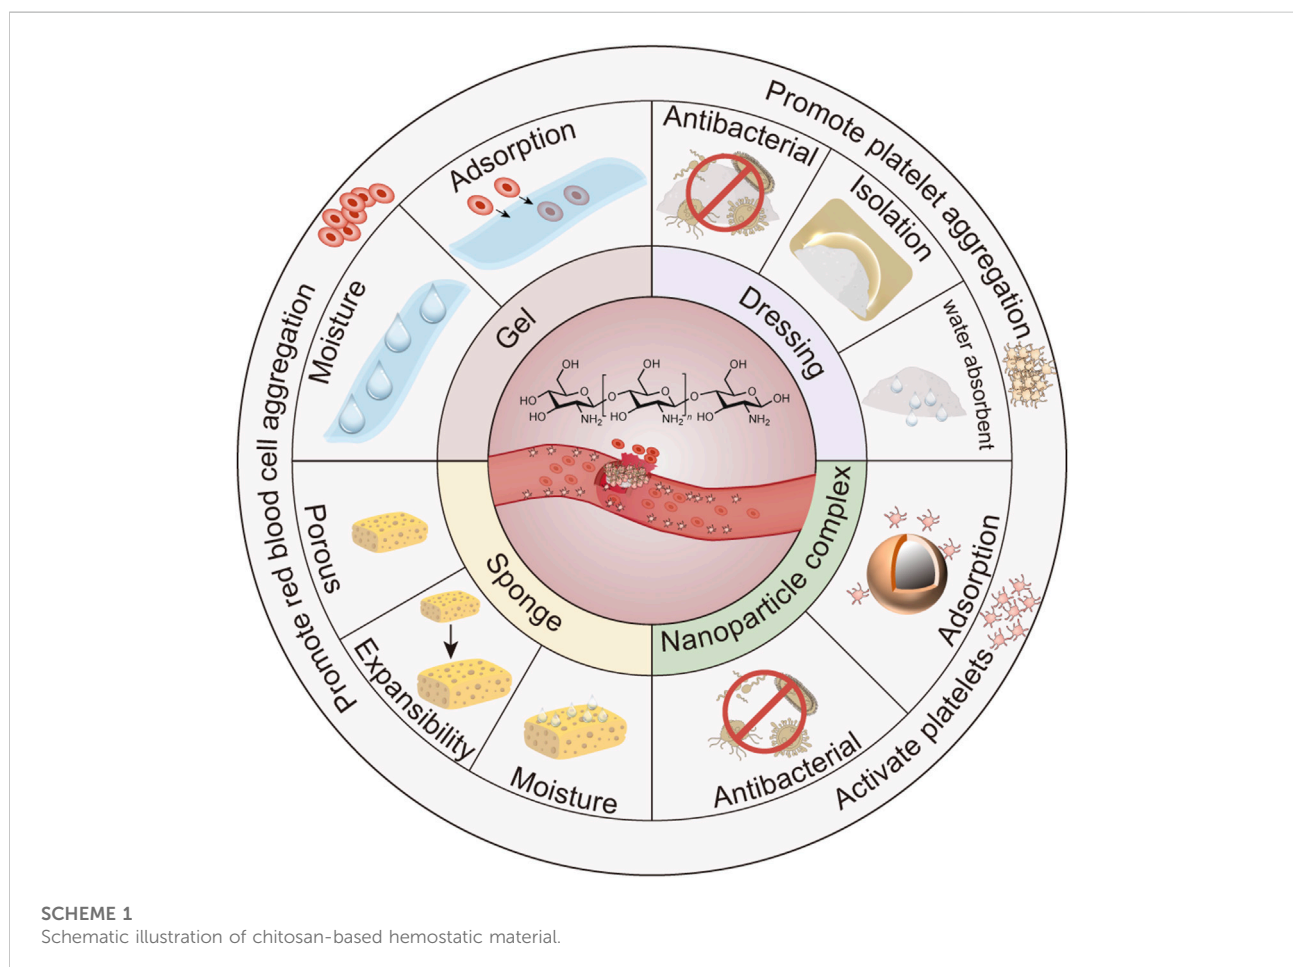 Promote platelet aggregation
Activate platelets
Promote red blood cell aggregation
Antibacterial
Isolation
water absorbent
Adsorption
Antibacterial
Moisture
Expansibility
Porous
Moisture
Adsorption
Gel
Dressing
Nanoparticle complex
Sponge
OH
OH
OH
HO
O
O
O
O
O
OH
HO
NH2
HO
NH2
n
HO
NH2
SCHEME 1
Schematic illustration of chitosan-based hemostatic material.